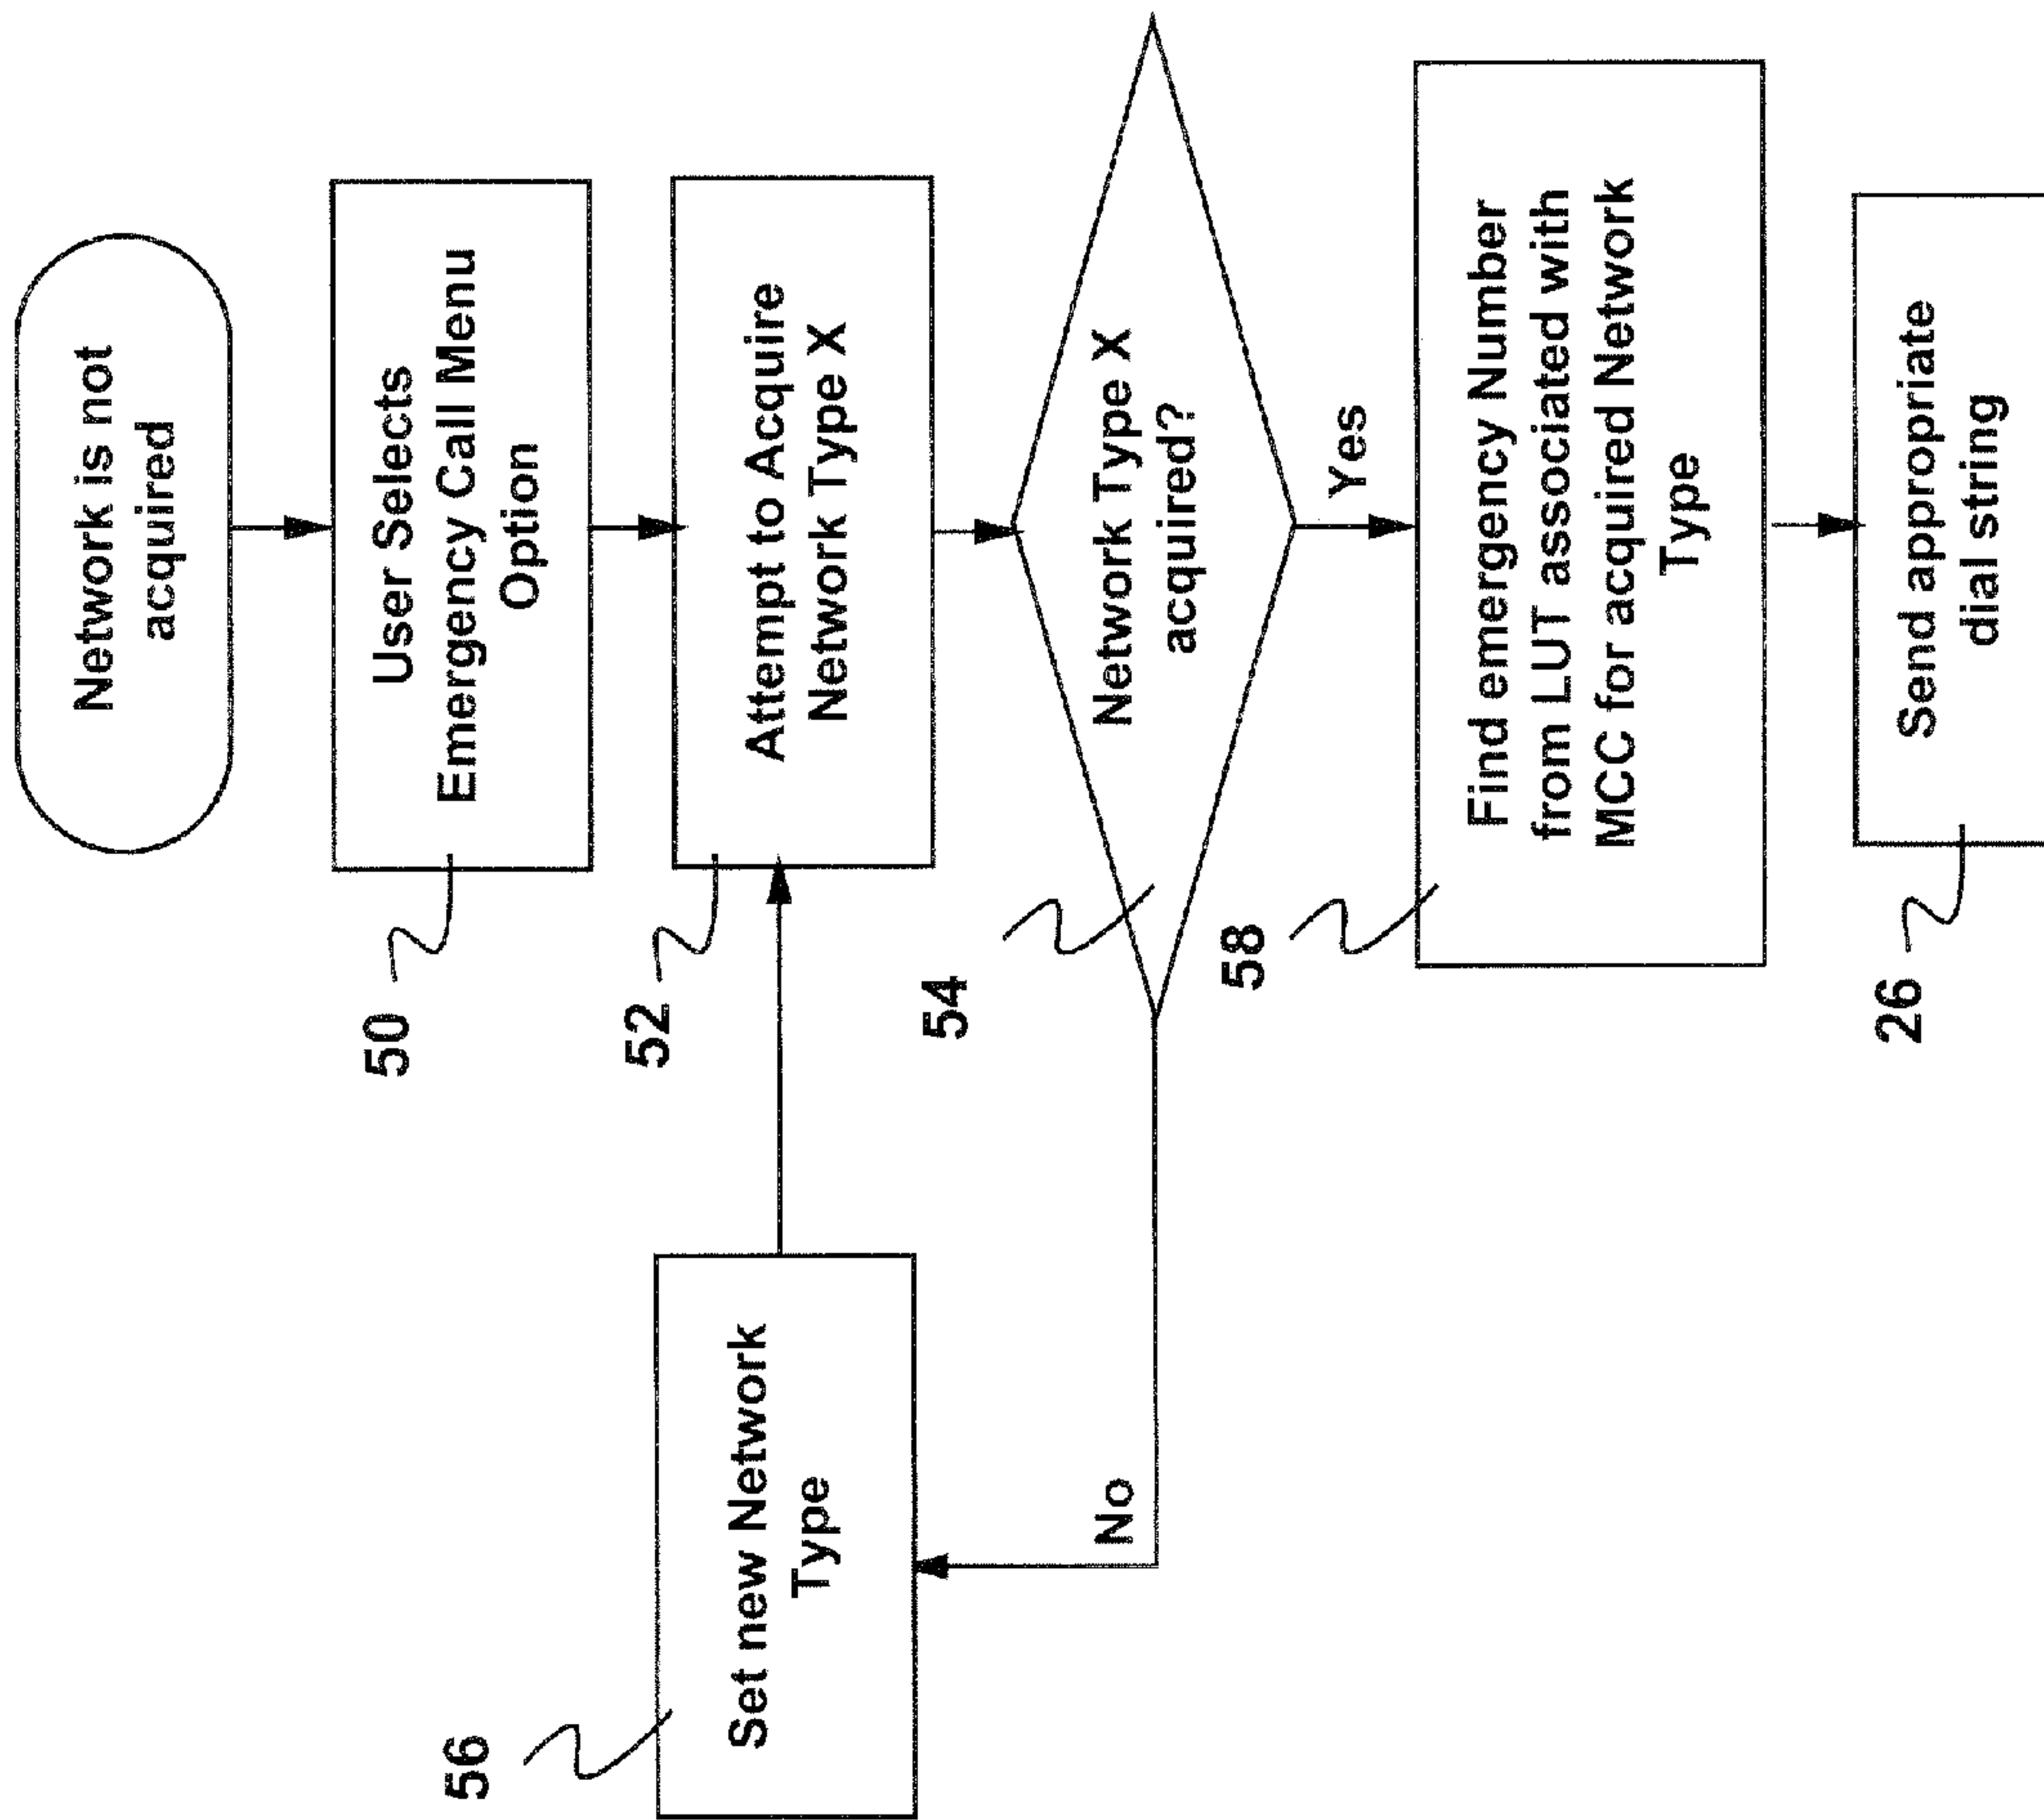 Network is not
acquired
User Selects
Emergency Call Menu
Option
50
Attempt to Acquire
Network Type X
52
Network Type X
acquired?
54
Yes
No
Set new Network
Type
56
Find emergency Number
from LUT associated with
MCC for acquired Network
Type
58
Send appropriate
dial string
26